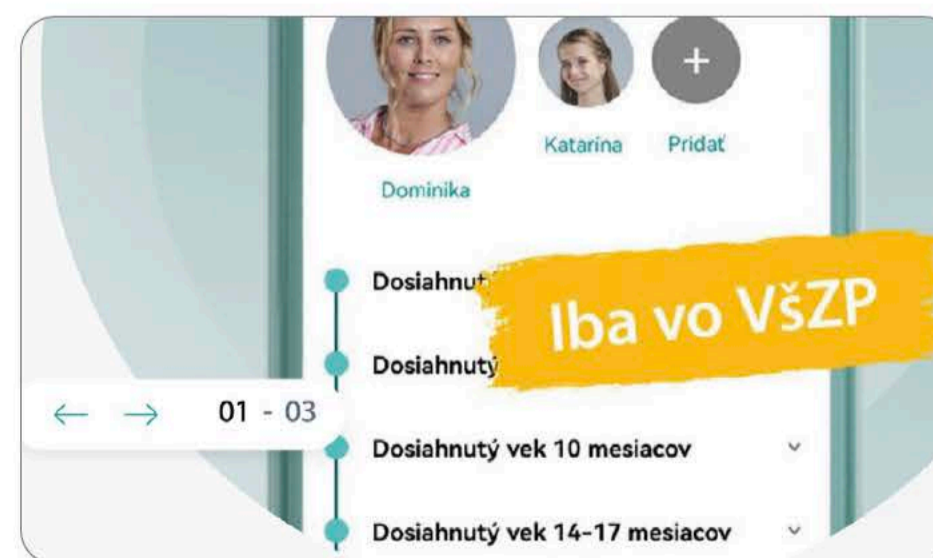 Katarína Pridať
Dominika
Dosiahnut
Iba vo VšZP
Dosiahnutý
← → 01 - 03
Dosiahnutý vek 10 mesiacov
Dosiahnutý vek 14-17 mesiacov